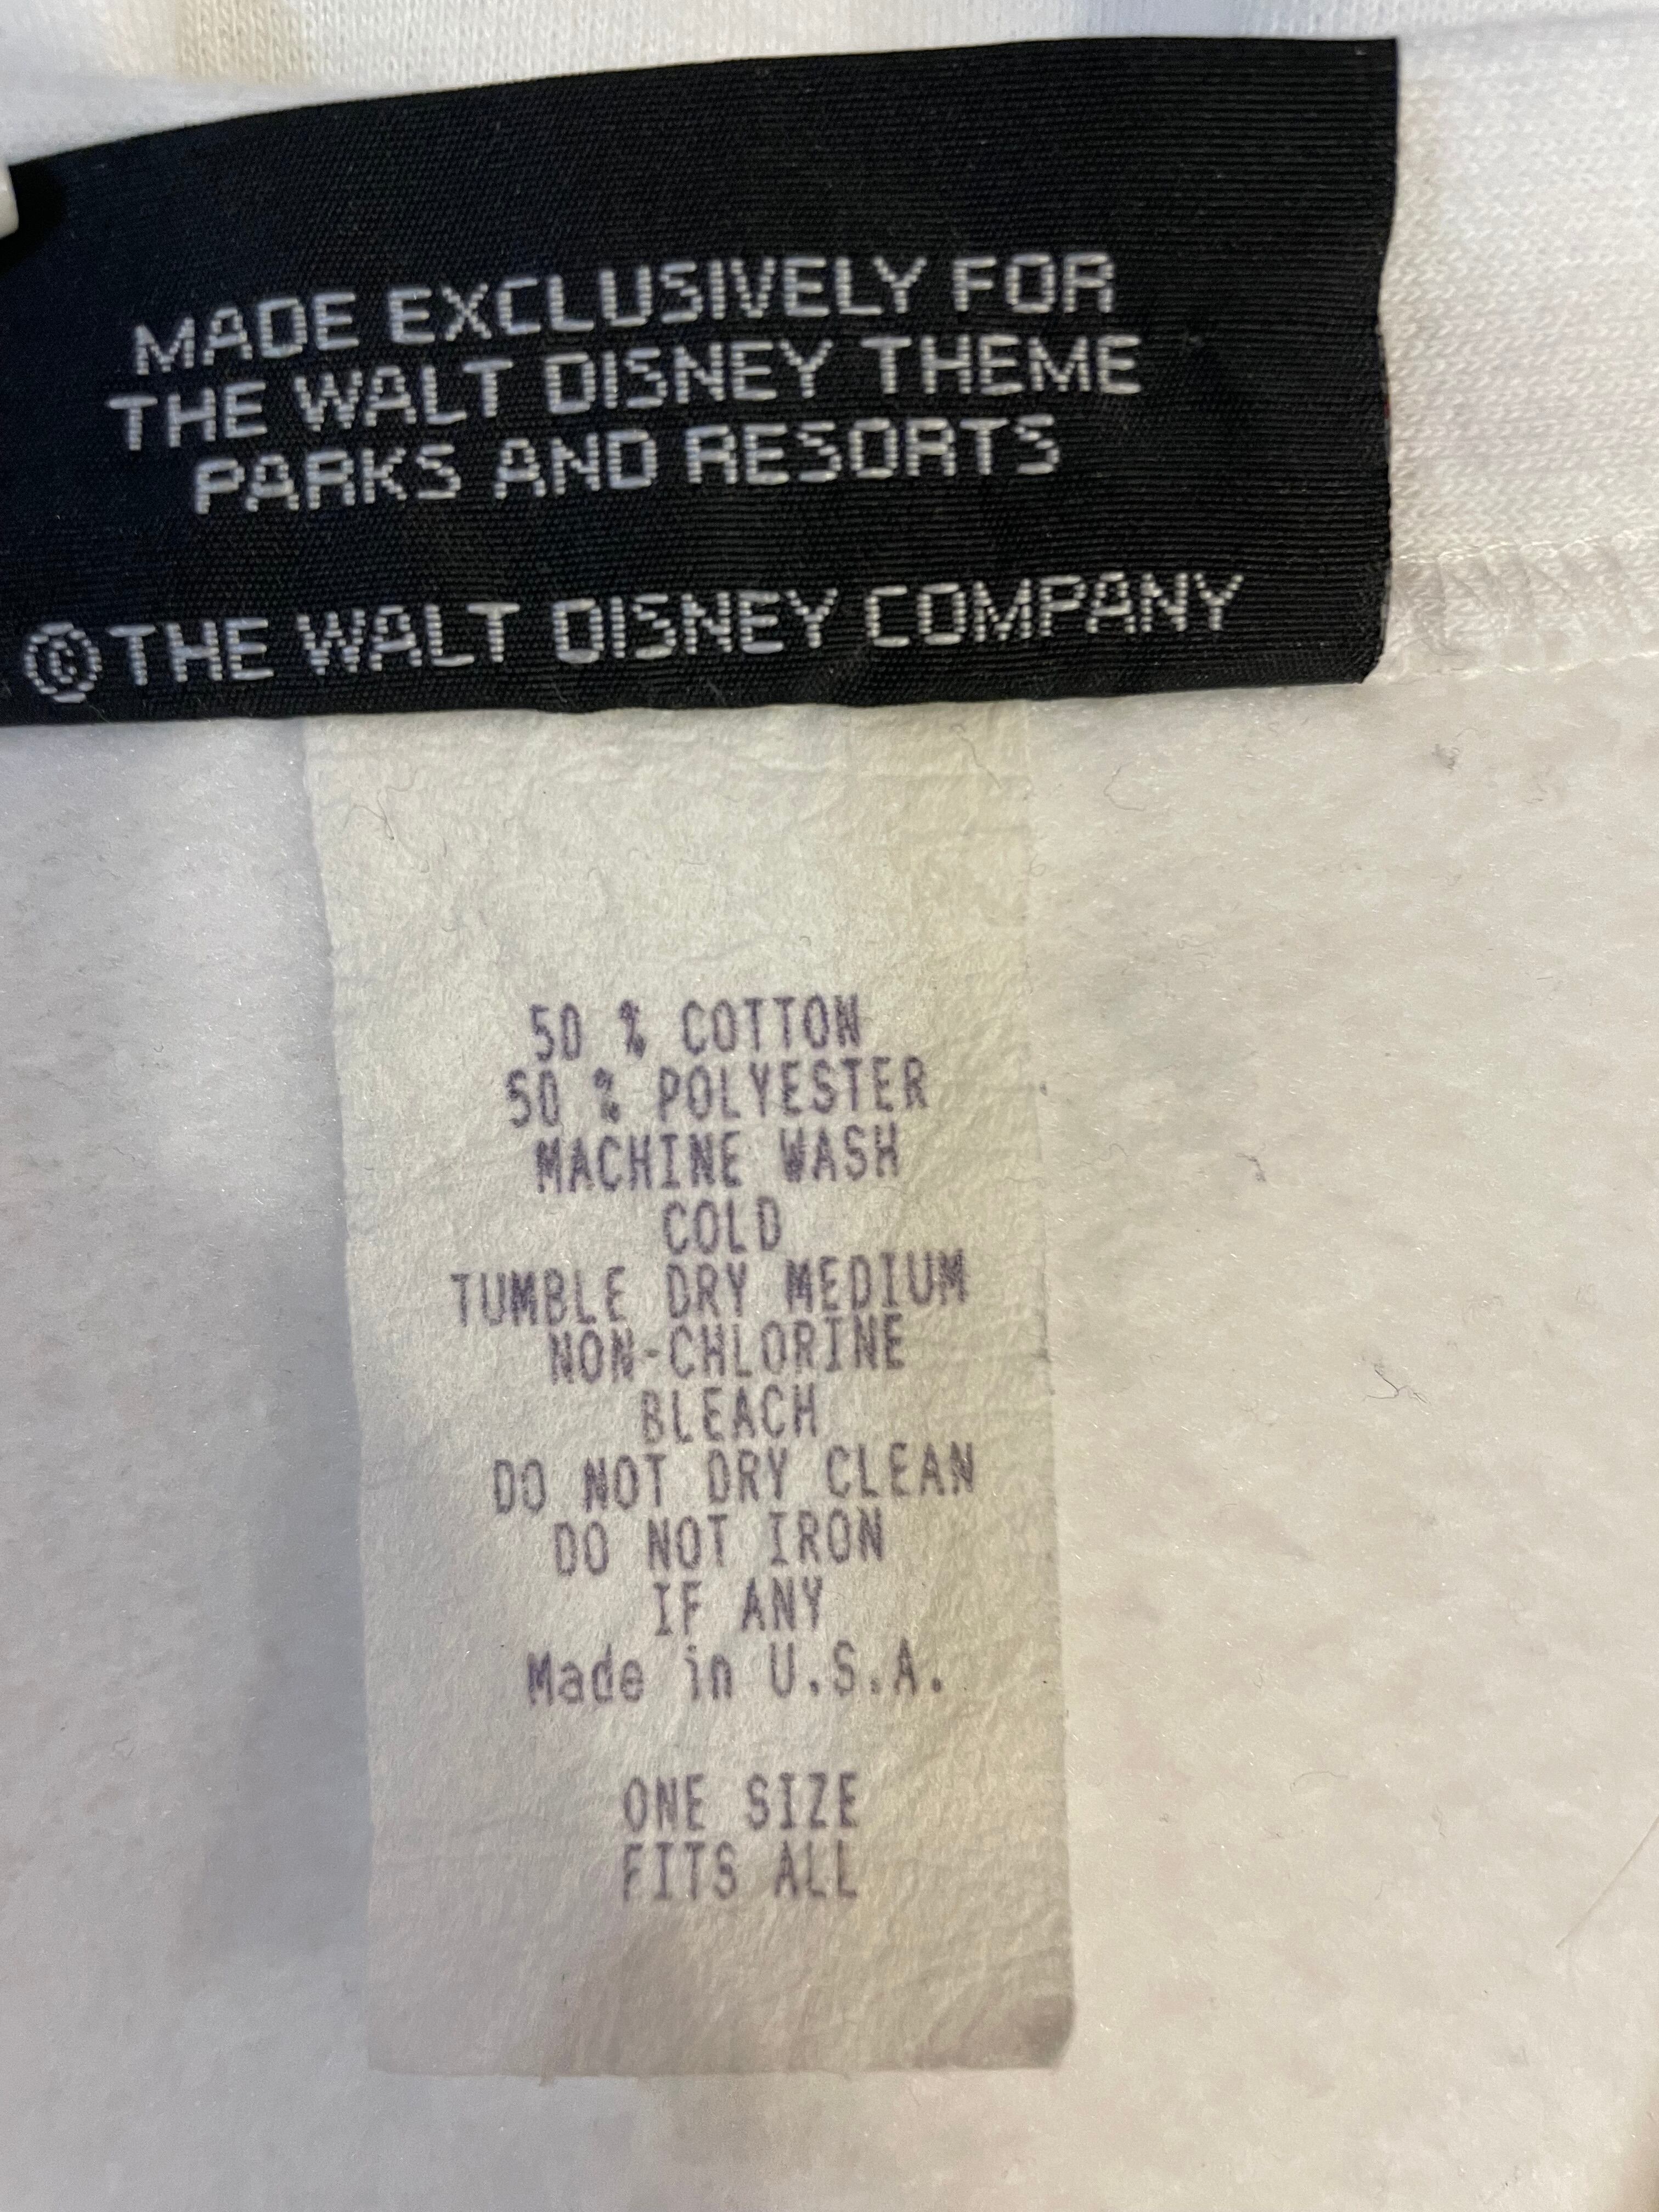 MADE EXCLUSIVELY FOR
THE WALT DISNEY THEME
PARKS AND RESORTS
© THE WALT DISNEY COMPANY
50 % COTTON
50 % POLYESTER
MACHINE WASH
COLD
TUMBLE DRY MEDIUM
NON-CHLORINE
BLEACH
DO NOT DRY CLEAN
DO NOT IRON
IF ANY
Made in U.S.A.
ONE SIZE
FITS ALL